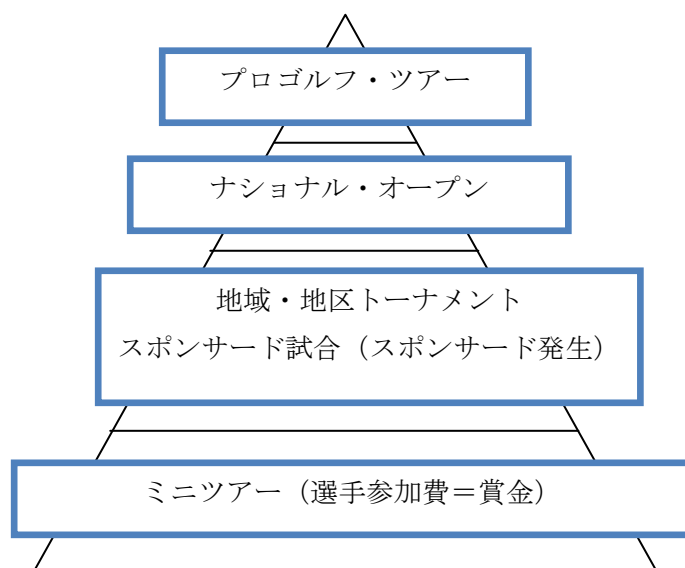 プロゴルフ・ツアー
ナショナル・オープン
地域・地区トーナメント
スポンサード試合（スポンサード発生）
ミニツアー（選手参加費＝賞金）